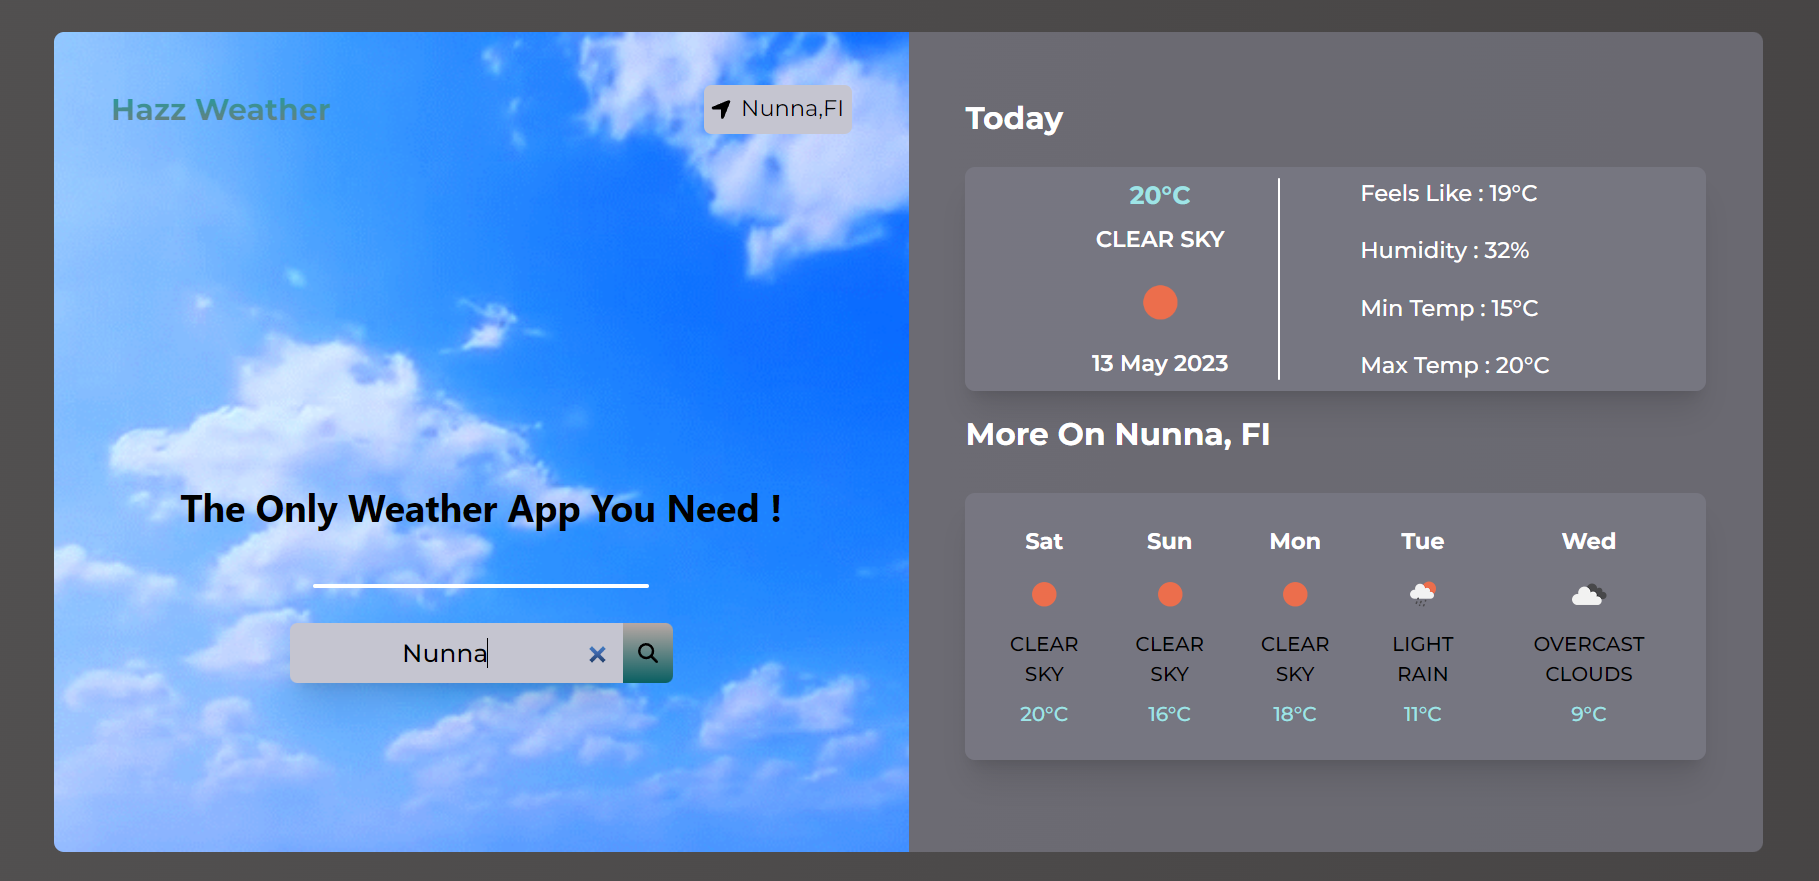 Hazz Weather
Nunna,FI
The Only Weather App You Need !
Nunna
Today
20°C
CLEAR SKY
13 May 2023
Feels Like : 19°C
Humidity : 32%
Min Temp : 15°C
Max Temp : 20°C
More On Nunna, FI
Sat
CLEAR
SKY
20°C
Sun
CLEAR
SKY
16°C
Mon
CLEAR
SKY
18°C
Tue
LIGHT
RAIN
11°C
Wed
OVERCAST
CLOUDS
9°C